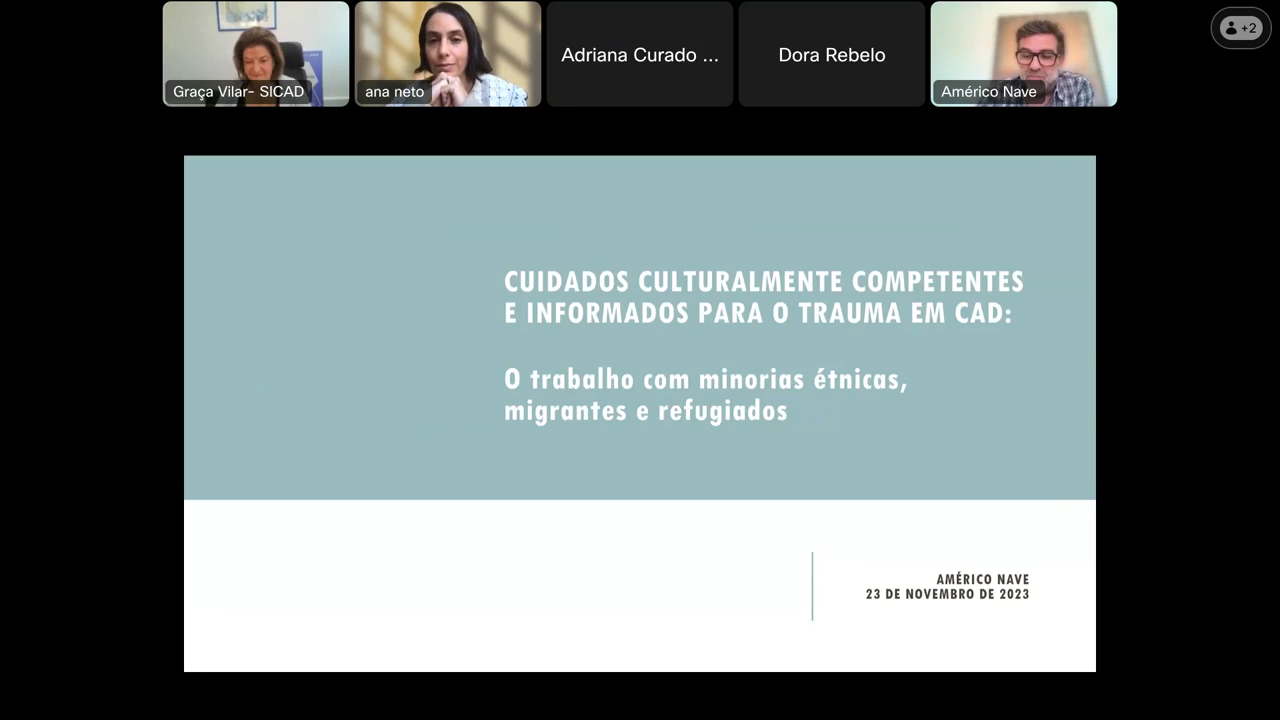 Graça Vilar- SICAD
ana neto
Adriana Curado ...
Dora Rebelo
Américo Nave
+2
CUIDADOS CULTURALMENTE COMPETENTES
E INFORMADOS PARA O TRAUMA EM CAD:
O trabalho com minorias étnicas,
migrantes e refugiados
AMÉRICO NAVE
23 DE NOVEMBRO DE 2023